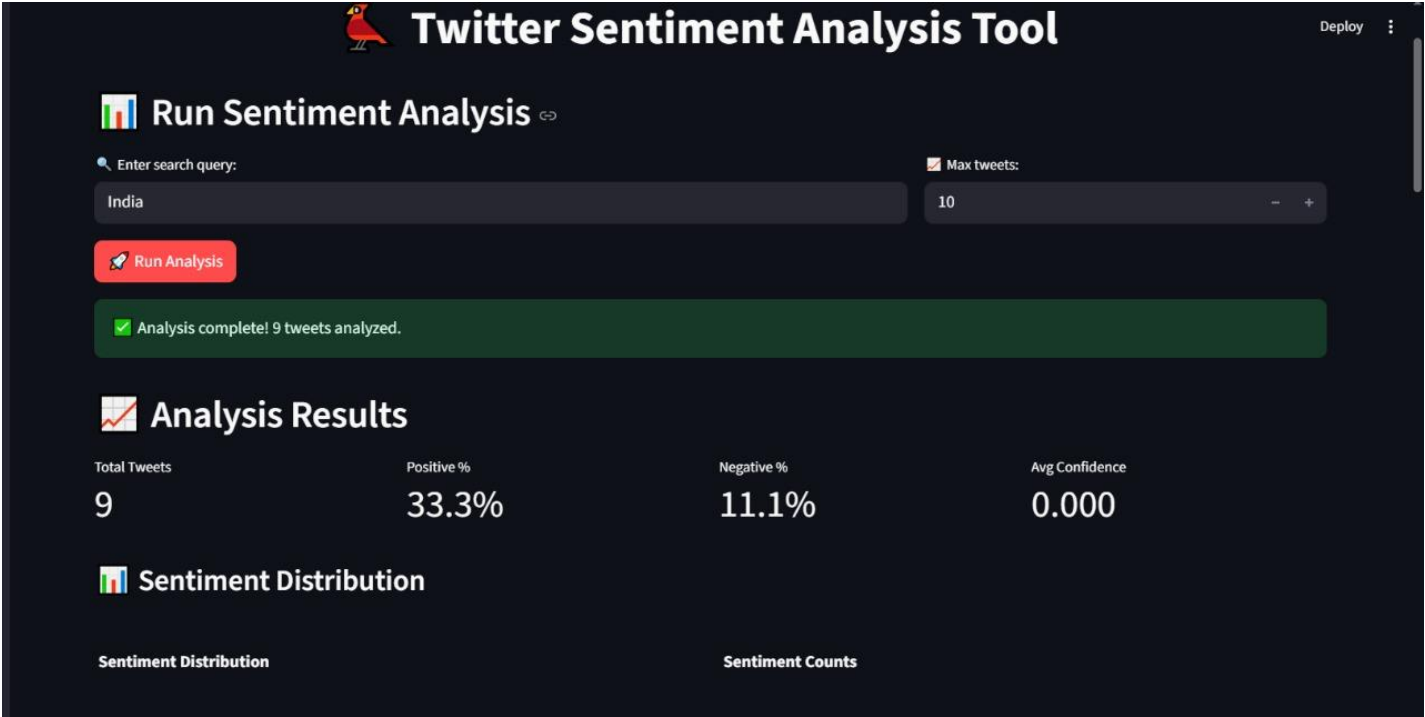 Twitter Sentiment Analysis Tool
Deploy
Run Sentiment Analysis
Enter search query:
Max tweets:
India
10
Run Analysis
Analysis complete! 9 tweets analyzed.
Analysis Results
Total Tweets
Positive %
Negative %
Avg Confidence
9
33.3%
11.1%
0.000
Sentiment Distribution
Sentiment Distribution
Sentiment Counts